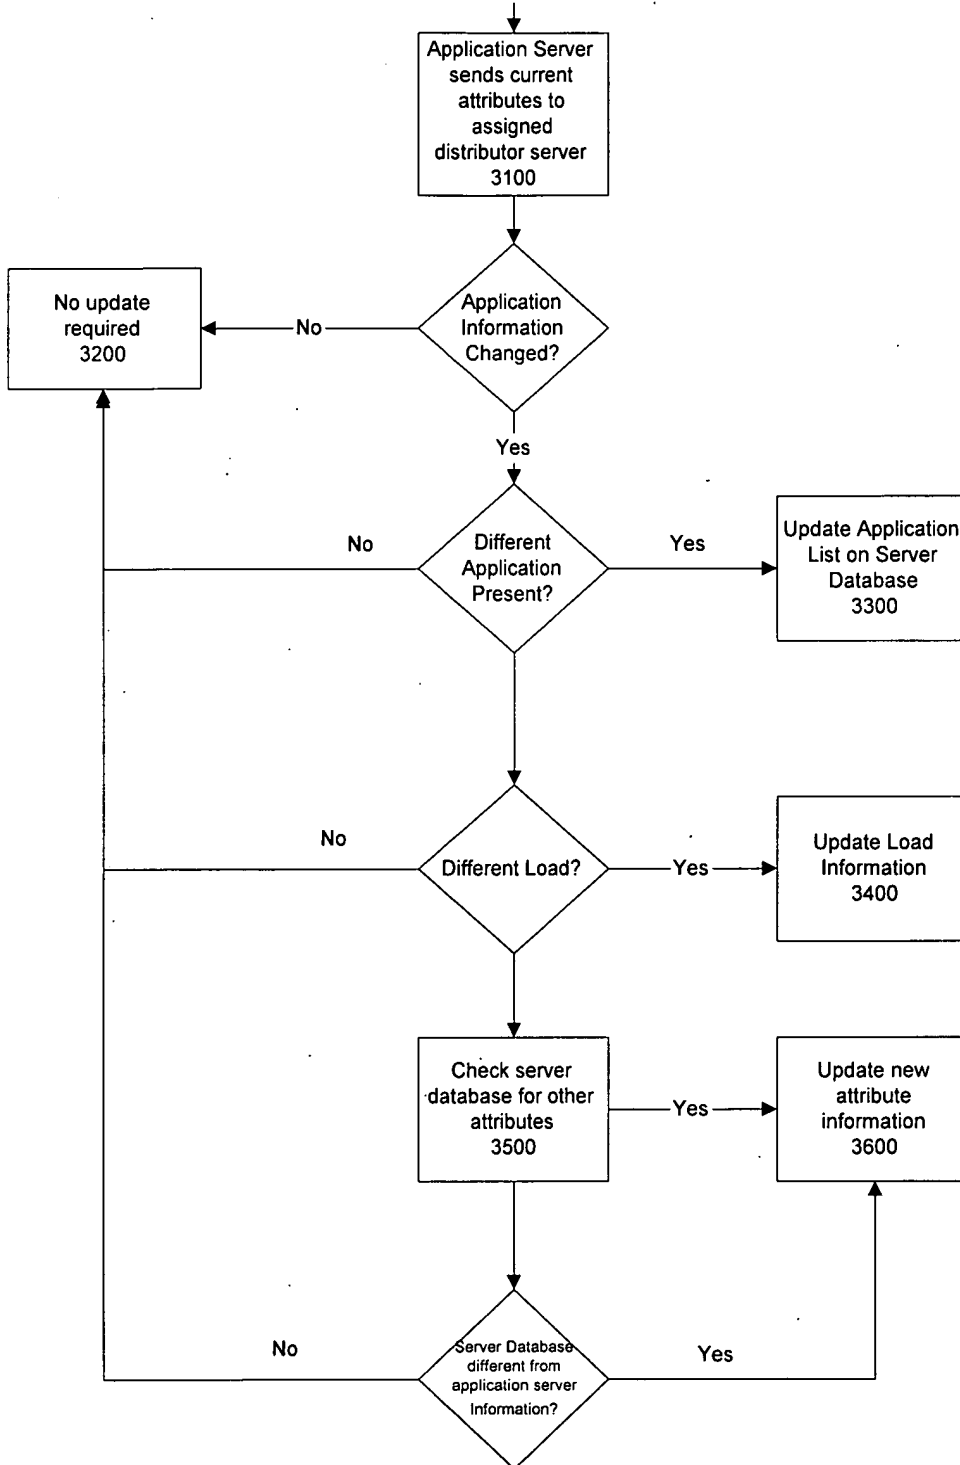 Application Server
sends current
attributes to
assigned
distributor server
3100
Application
Information
Changed?
No
No update
required
3200
Yes
Different
Application
Present?
No
Yes
Update Application
List on Server
Database
3300
Different Load?
No
Yes
Update Load
Information
3400
Check server
database for other
attributes
3500
Yes
Update new
attribute
information
3600
Server Database
different from
application server
Information?
No
Yes